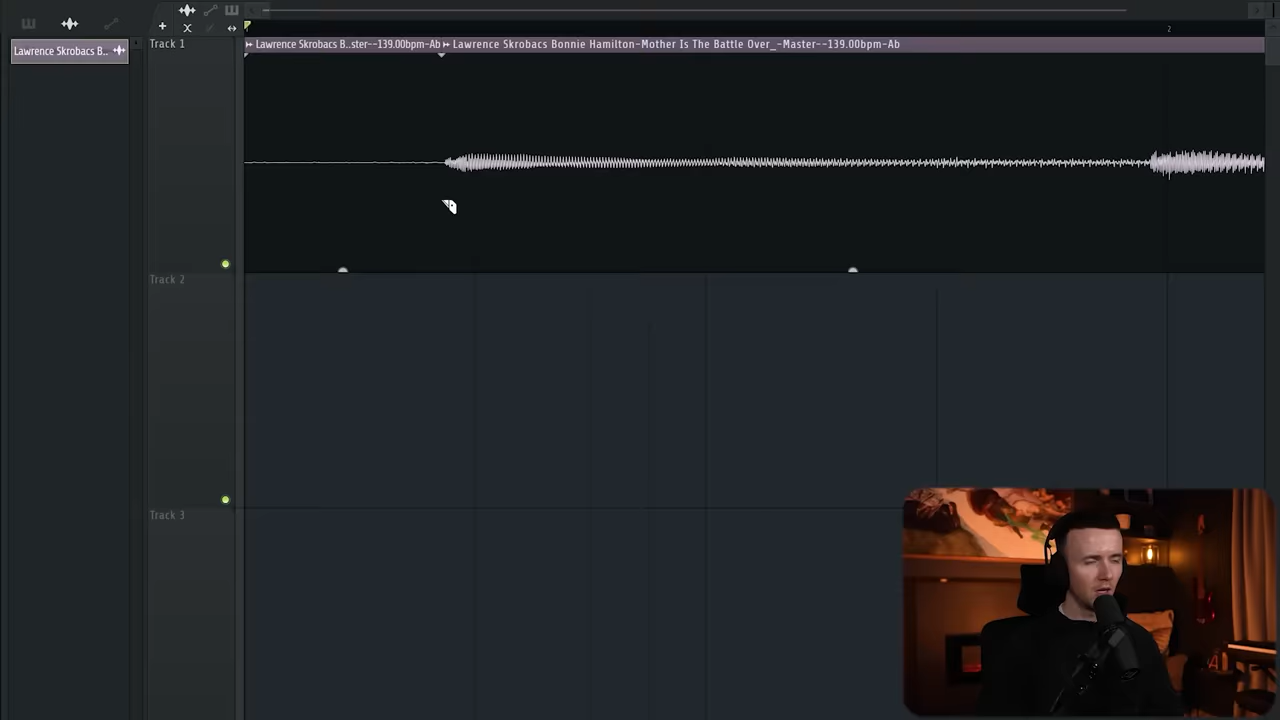 Lawrence Skrobacs B..
2
Track 1
Lawrence Skrobacs B..ster--139.00bpm-Ab
Lawrence Skrobacs Bonnie Hamilton-Mother Is The Battle Over_-Master--139.00bpm-Ab
Track 2
Track 3